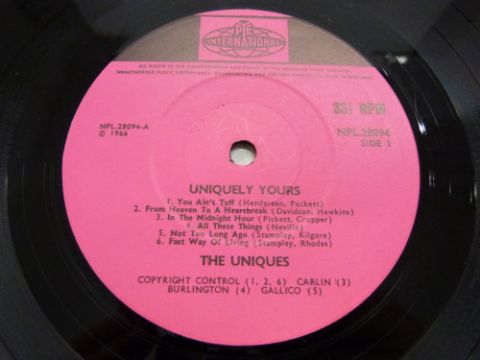 PYE
INTERNATIONAL
33⅓ RPM
NPL.28094-A
℗ 1966
NPL.28094
SIDE 1
UNIQUELY YOURS
1. You Ain't Tuff (Henderson, Puckett)
2. From Heaven To A Heartbreak (Davidson, Hawkins)
3. In The Midnight Hour (Pickett, Cropper)
4. All These Things (Neville)
5. Not Too Long Ago (Stampley, Kilgore)
6. Fast Way Of Living (Stampley, Rhodes)
THE UNIQUES
COPYRIGHT CONTROL (1, 2, 6) CARLIN (3)
BURLINGTON (4) GALLICO (5)